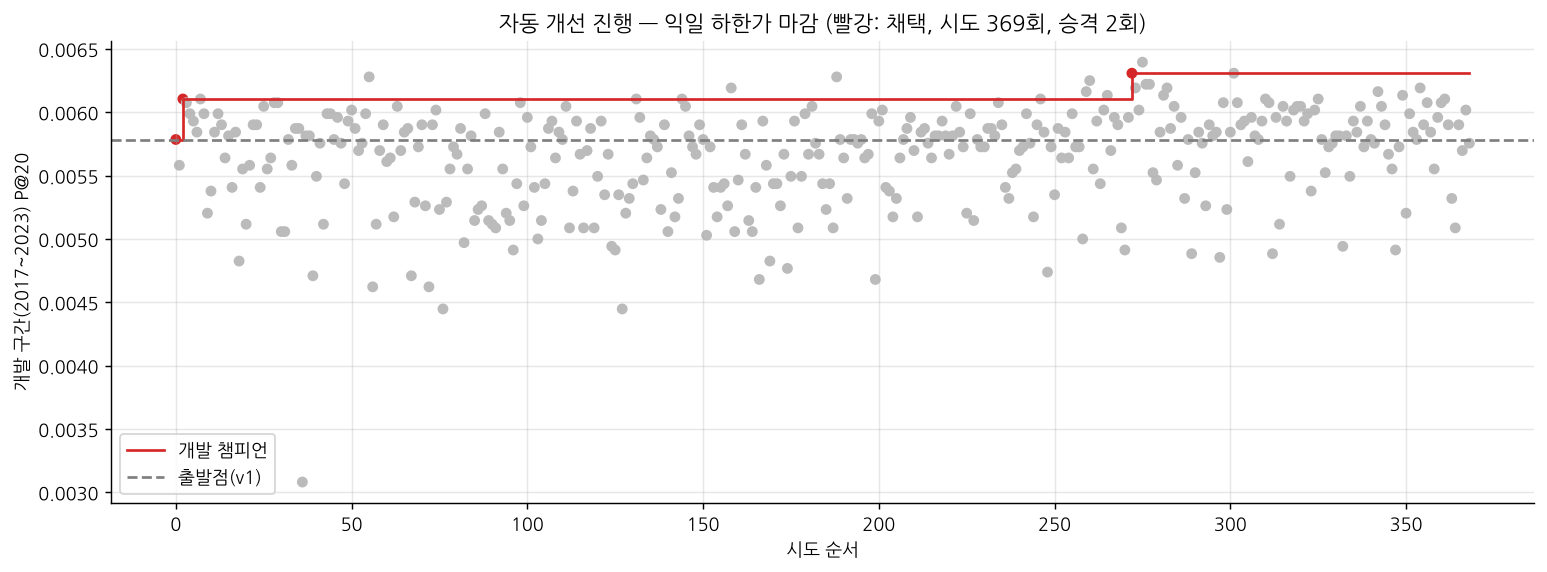 자동 개선 진행 — 익일 하한가 마감 (빨강: 채택, 시도 369회, 승격 2회)
개발 구간(2017~2023) P@20
0.0065
0.0060
0.0055
0.0050
0.0045
0.0040
0.0035
0.0030
개발 챔피언
출발점(v1)
0 50 100 150 200 250 300 350
시도 순서